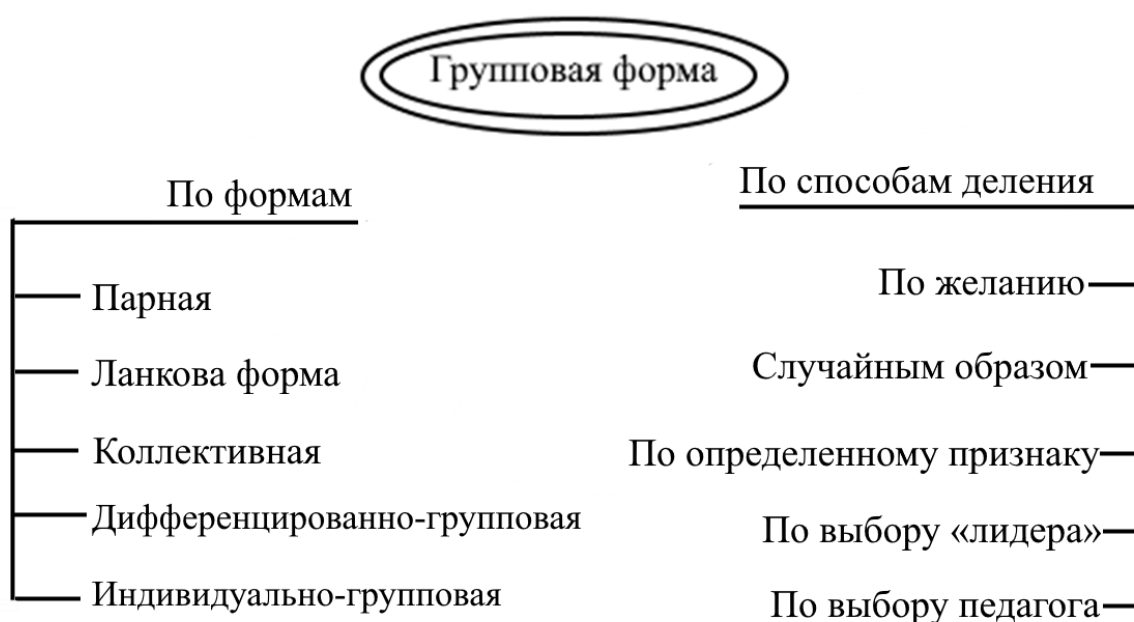 Групповая форма
По формам
Парная
Ланкова форма
Коллективная
Дифференцированно-групповая
Индивидуально-групповая
По способам деления
По желанию
Случайным образом
По определенному признаку
По выбору «лидера»
По выбору педагога